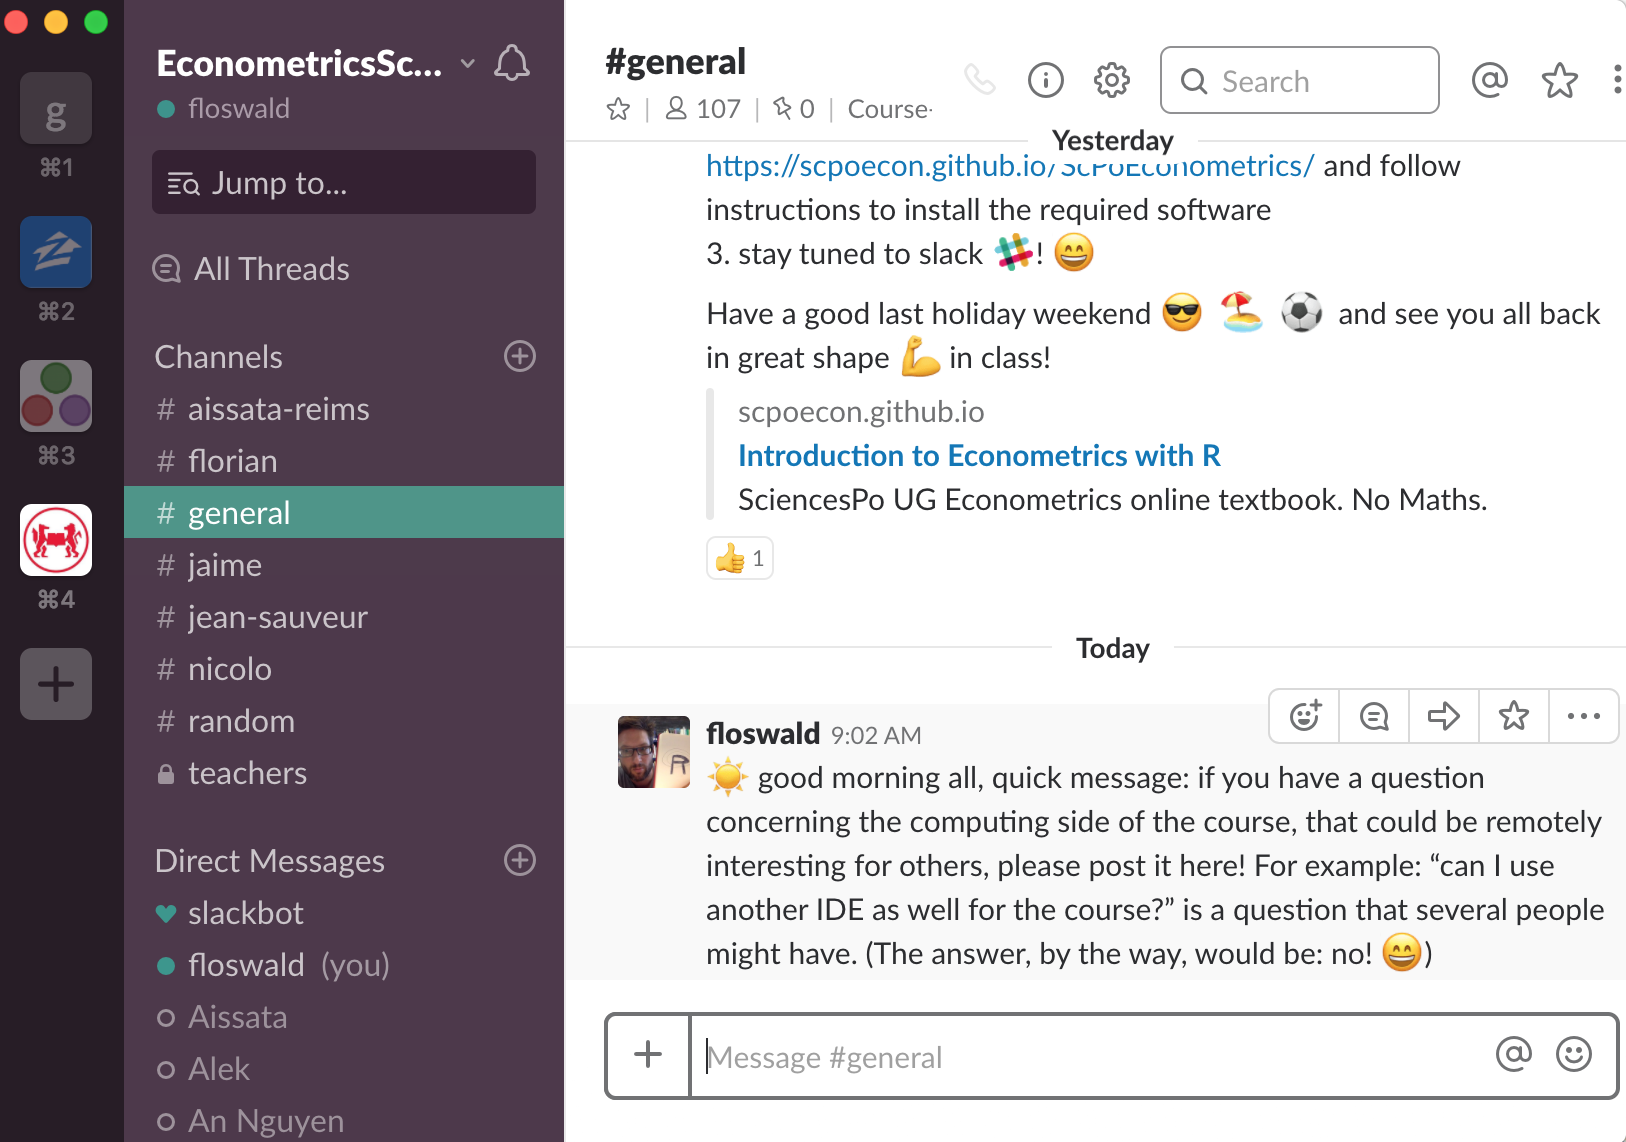 g
⌘1
⌘2
⌘3
⌘4
EconometricsSc...
floswald
Jump to...
All Threads
Channels
# aissata-reims
# florian
# general
# jaime
# jean-sauveur
# nicolo
# random
teachers
Direct Messages
slackbot
floswald (you)
Aissata
Alek
An Nguyen
#general
107 | 0 | Course
Search
Yesterday
https://scpoecon.github.io/ScPoEconometrics/ and follow
instructions to install the required software
3. stay tuned to slack ! 😄
Have a good last holiday weekend 😎 🏖 ⚽ and see you all back
in great shape 💪 in class!
scpoecon.github.io
Introduction to Econometrics with R
SciencesPo UG Econometrics online textbook. No Maths.
👍 1
Today
floswald 9:02 AM
☀️ good morning all, quick message: if you have a question
concerning the computing side of the course, that could be remotely
interesting for others, please post it here! For example: “can I use
another IDE as well for the course?” is a question that several people
might have. (The answer, by the way, would be: no! 😄)
R
Message #general